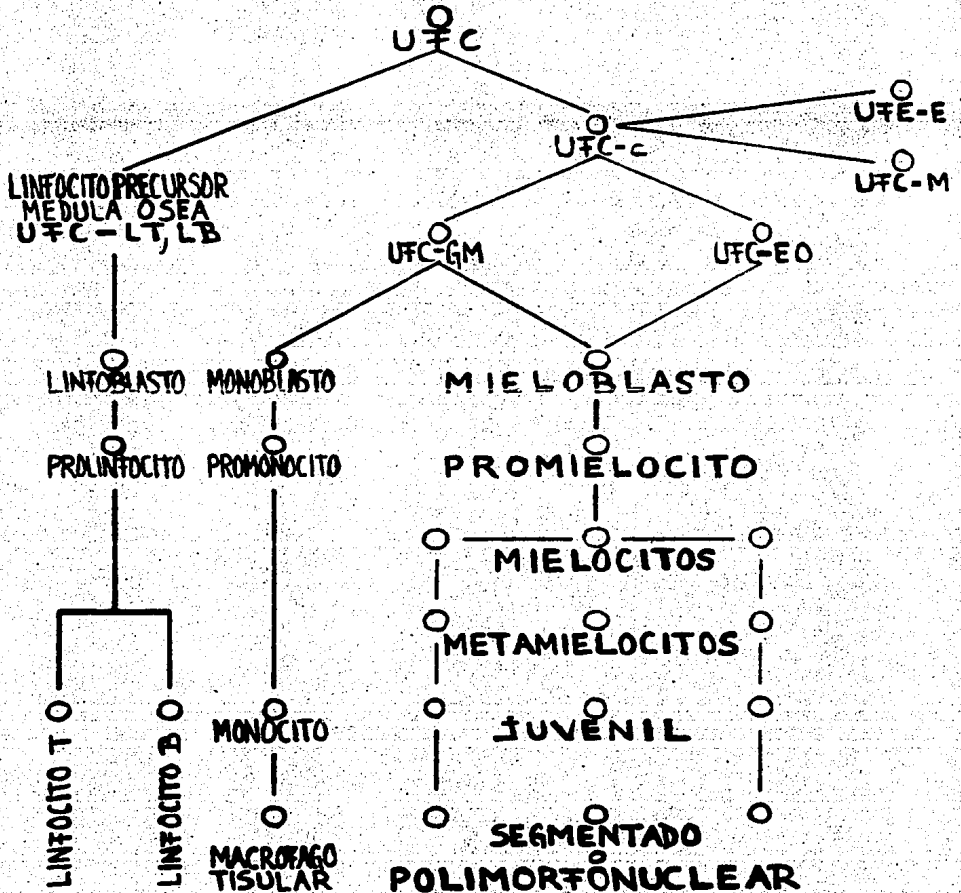 UFC
UFE-E
UFC-c
UFC-M
LINFOCITO PRECURSOR
MEDULA OSEA
UFC-LT, LB
UFC-GM
UFC-EO
LINFOBLASTO
MONOBLASTO
MIELOBLASTO
PROLINFOCITO
PROMONOCITO
PROMIELOCITO
MIELOCITOS
METAMIELOCITOS
LINFOCITO T
LINFOCITO B
MONOCITO
JUVENIL
MACROFAGO
TISULAR
SEGMENTADO
O
POLIMORFONUCLEAR